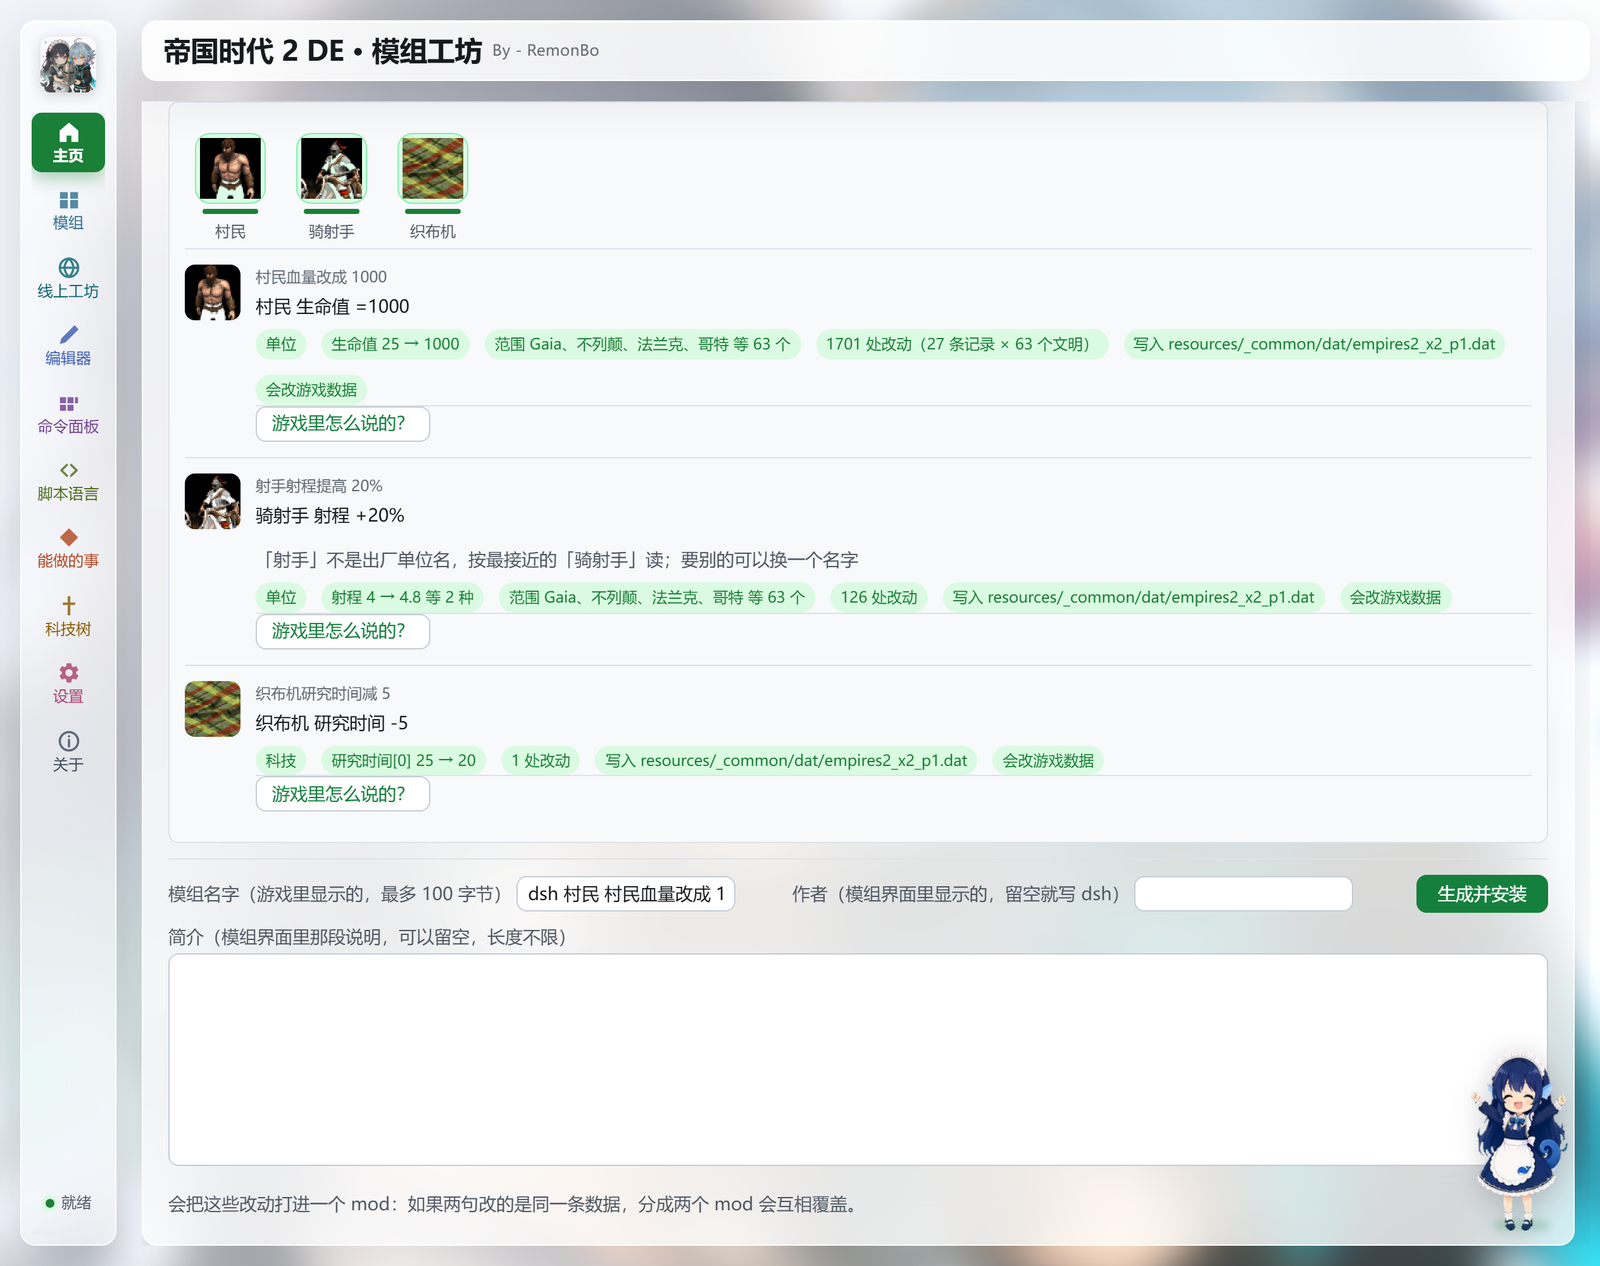 帝国时代 2 DE • 模组工坊 By - RemonBo
主页
模组
线上工坊
编辑器
命令面板
脚本语言
能做的事
科技树
设置
关于
就绪
村民 骑射手 织布机
村民血量改成 1000
村民 生命值 =1000
单位 生命值 25 → 1000 范围 Gaia、不列颠、法兰克、哥特 等 63 个 1701 处改动（27 条记录 × 63 个文明） 写入 resources/_common/dat/empires2_x2_p1.dat
会改游戏数据
游戏里怎么说的？
射手射程提高 20%
骑射手 射程 +20%
「射手」不是出厂单位名，按最接近的「骑射手」读；要别的可以换一个名字
单位 射程 4 → 4.8 等 2 种 范围 Gaia、不列颠、法兰克、哥特 等 63 个 126 处改动 写入 resources/_common/dat/empires2_x2_p1.dat 会改游戏数据
游戏里怎么说的？
织布机研究时间减 5
织布机 研究时间 -5
科技 研究时间[0] 25 → 20 1 处改动 写入 resources/_common/dat/empires2_x2_p1.dat 会改游戏数据
游戏里怎么说的？
模组名字（游戏里显示的，最多 100 字节） dsh 村民 村民血量改成 1 作者（模组界面里显示的，留空就写 dsh） 生成并安装
简介（模组界面里那段说明，可以留空，长度不限）
会把这些改动打进一个 mod：如果两句改的是同一条数据，分成两个 mod 会互相覆盖。